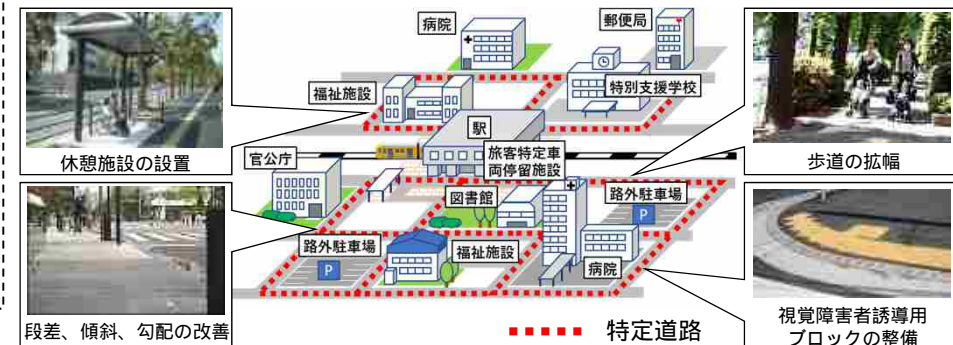 病院
郵便局
福祉施設
特別支援学校
駅
休憩施設の設置
官公庁
旅客特定車
両停留施設
歩道の拡幅
図書館
路外駐車場
P
路外駐車場
P
福祉施設
病院
段差、傾斜、勾配の改善
特定道路
視覚障害者誘導用
ブロックの整備